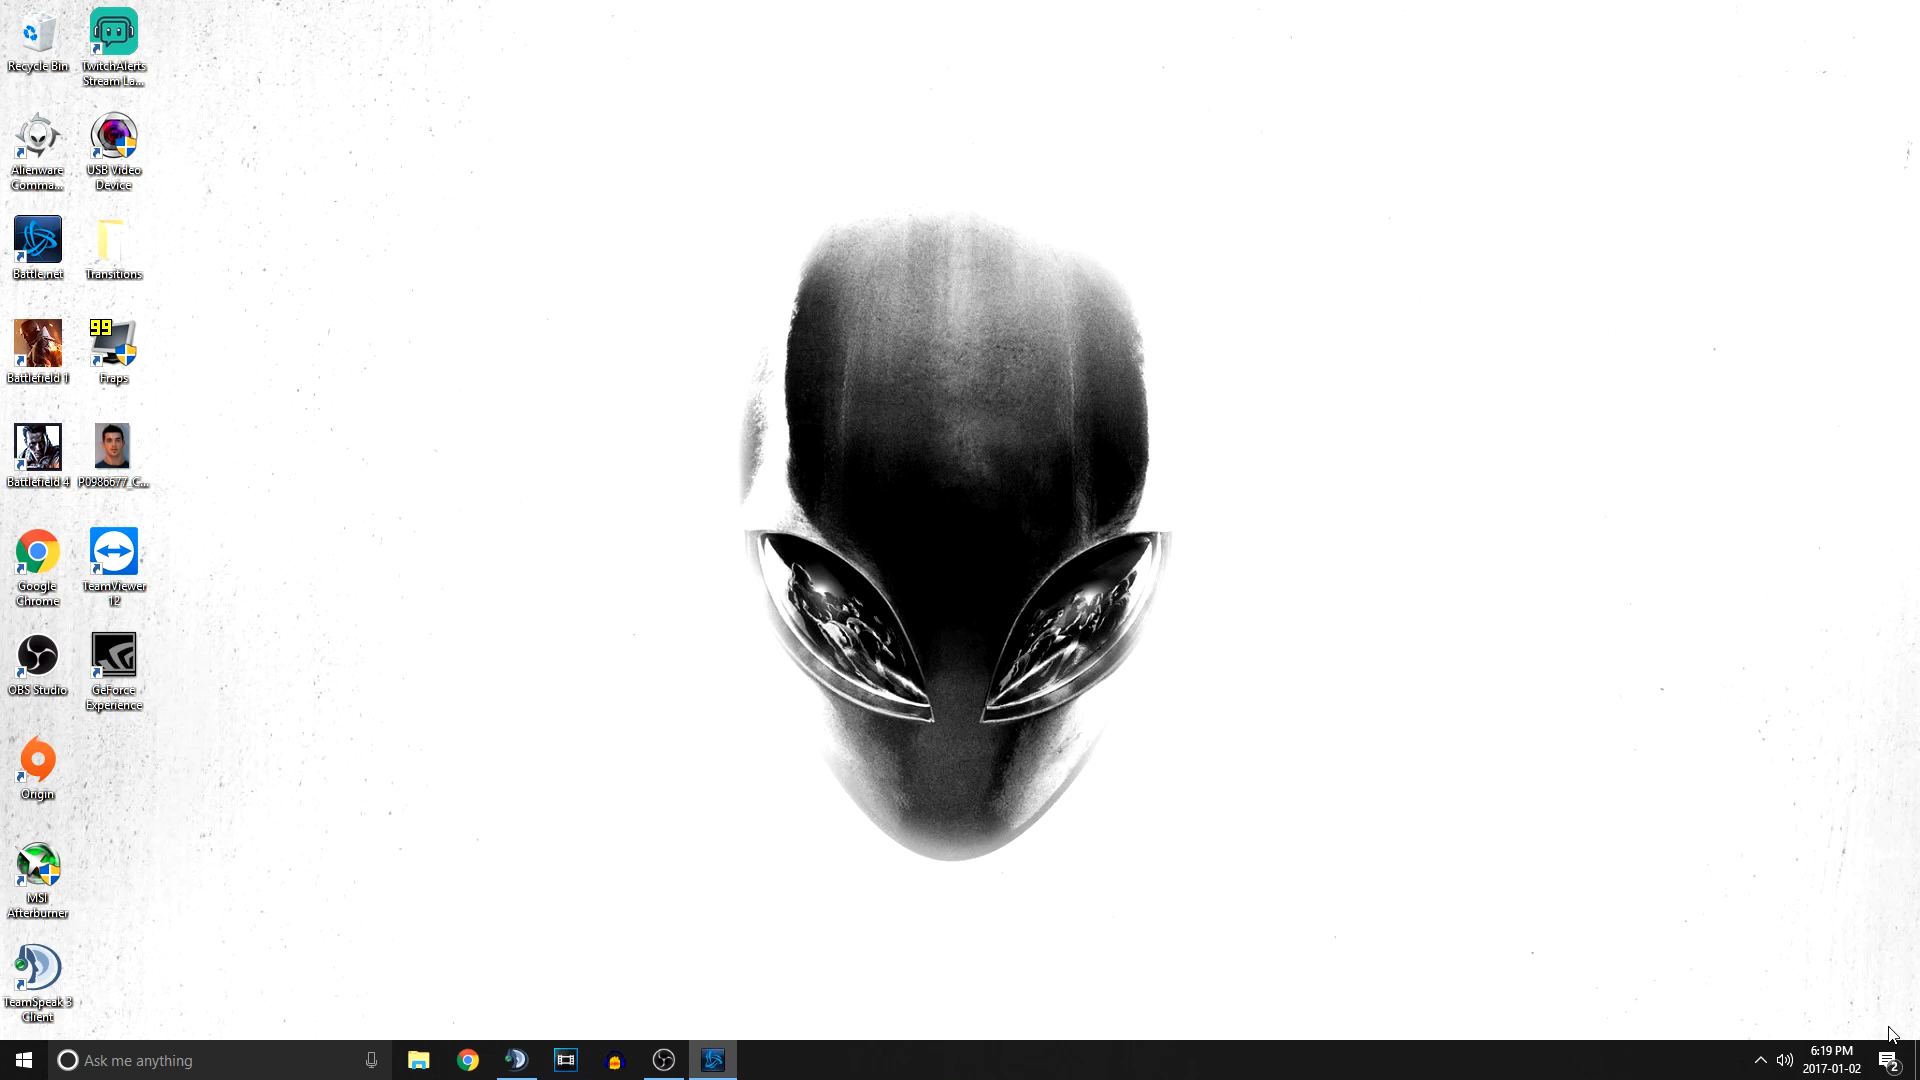 Recycle Bin
TwitchAlerts
Stream La...
Alienware
Comma...
USB Video
Device
Battle.net
Transitions
Battlefield 1
99
Fraps
Battlefield 4
P0986677_C...
Google
Chrome
TeamViewer
12
OBS Studio
GeForce
Experience
Origin
MSI
Afterburner
TeamSpeak 3
Client
Ask me anything
6:19 PM
2017-01-02
2